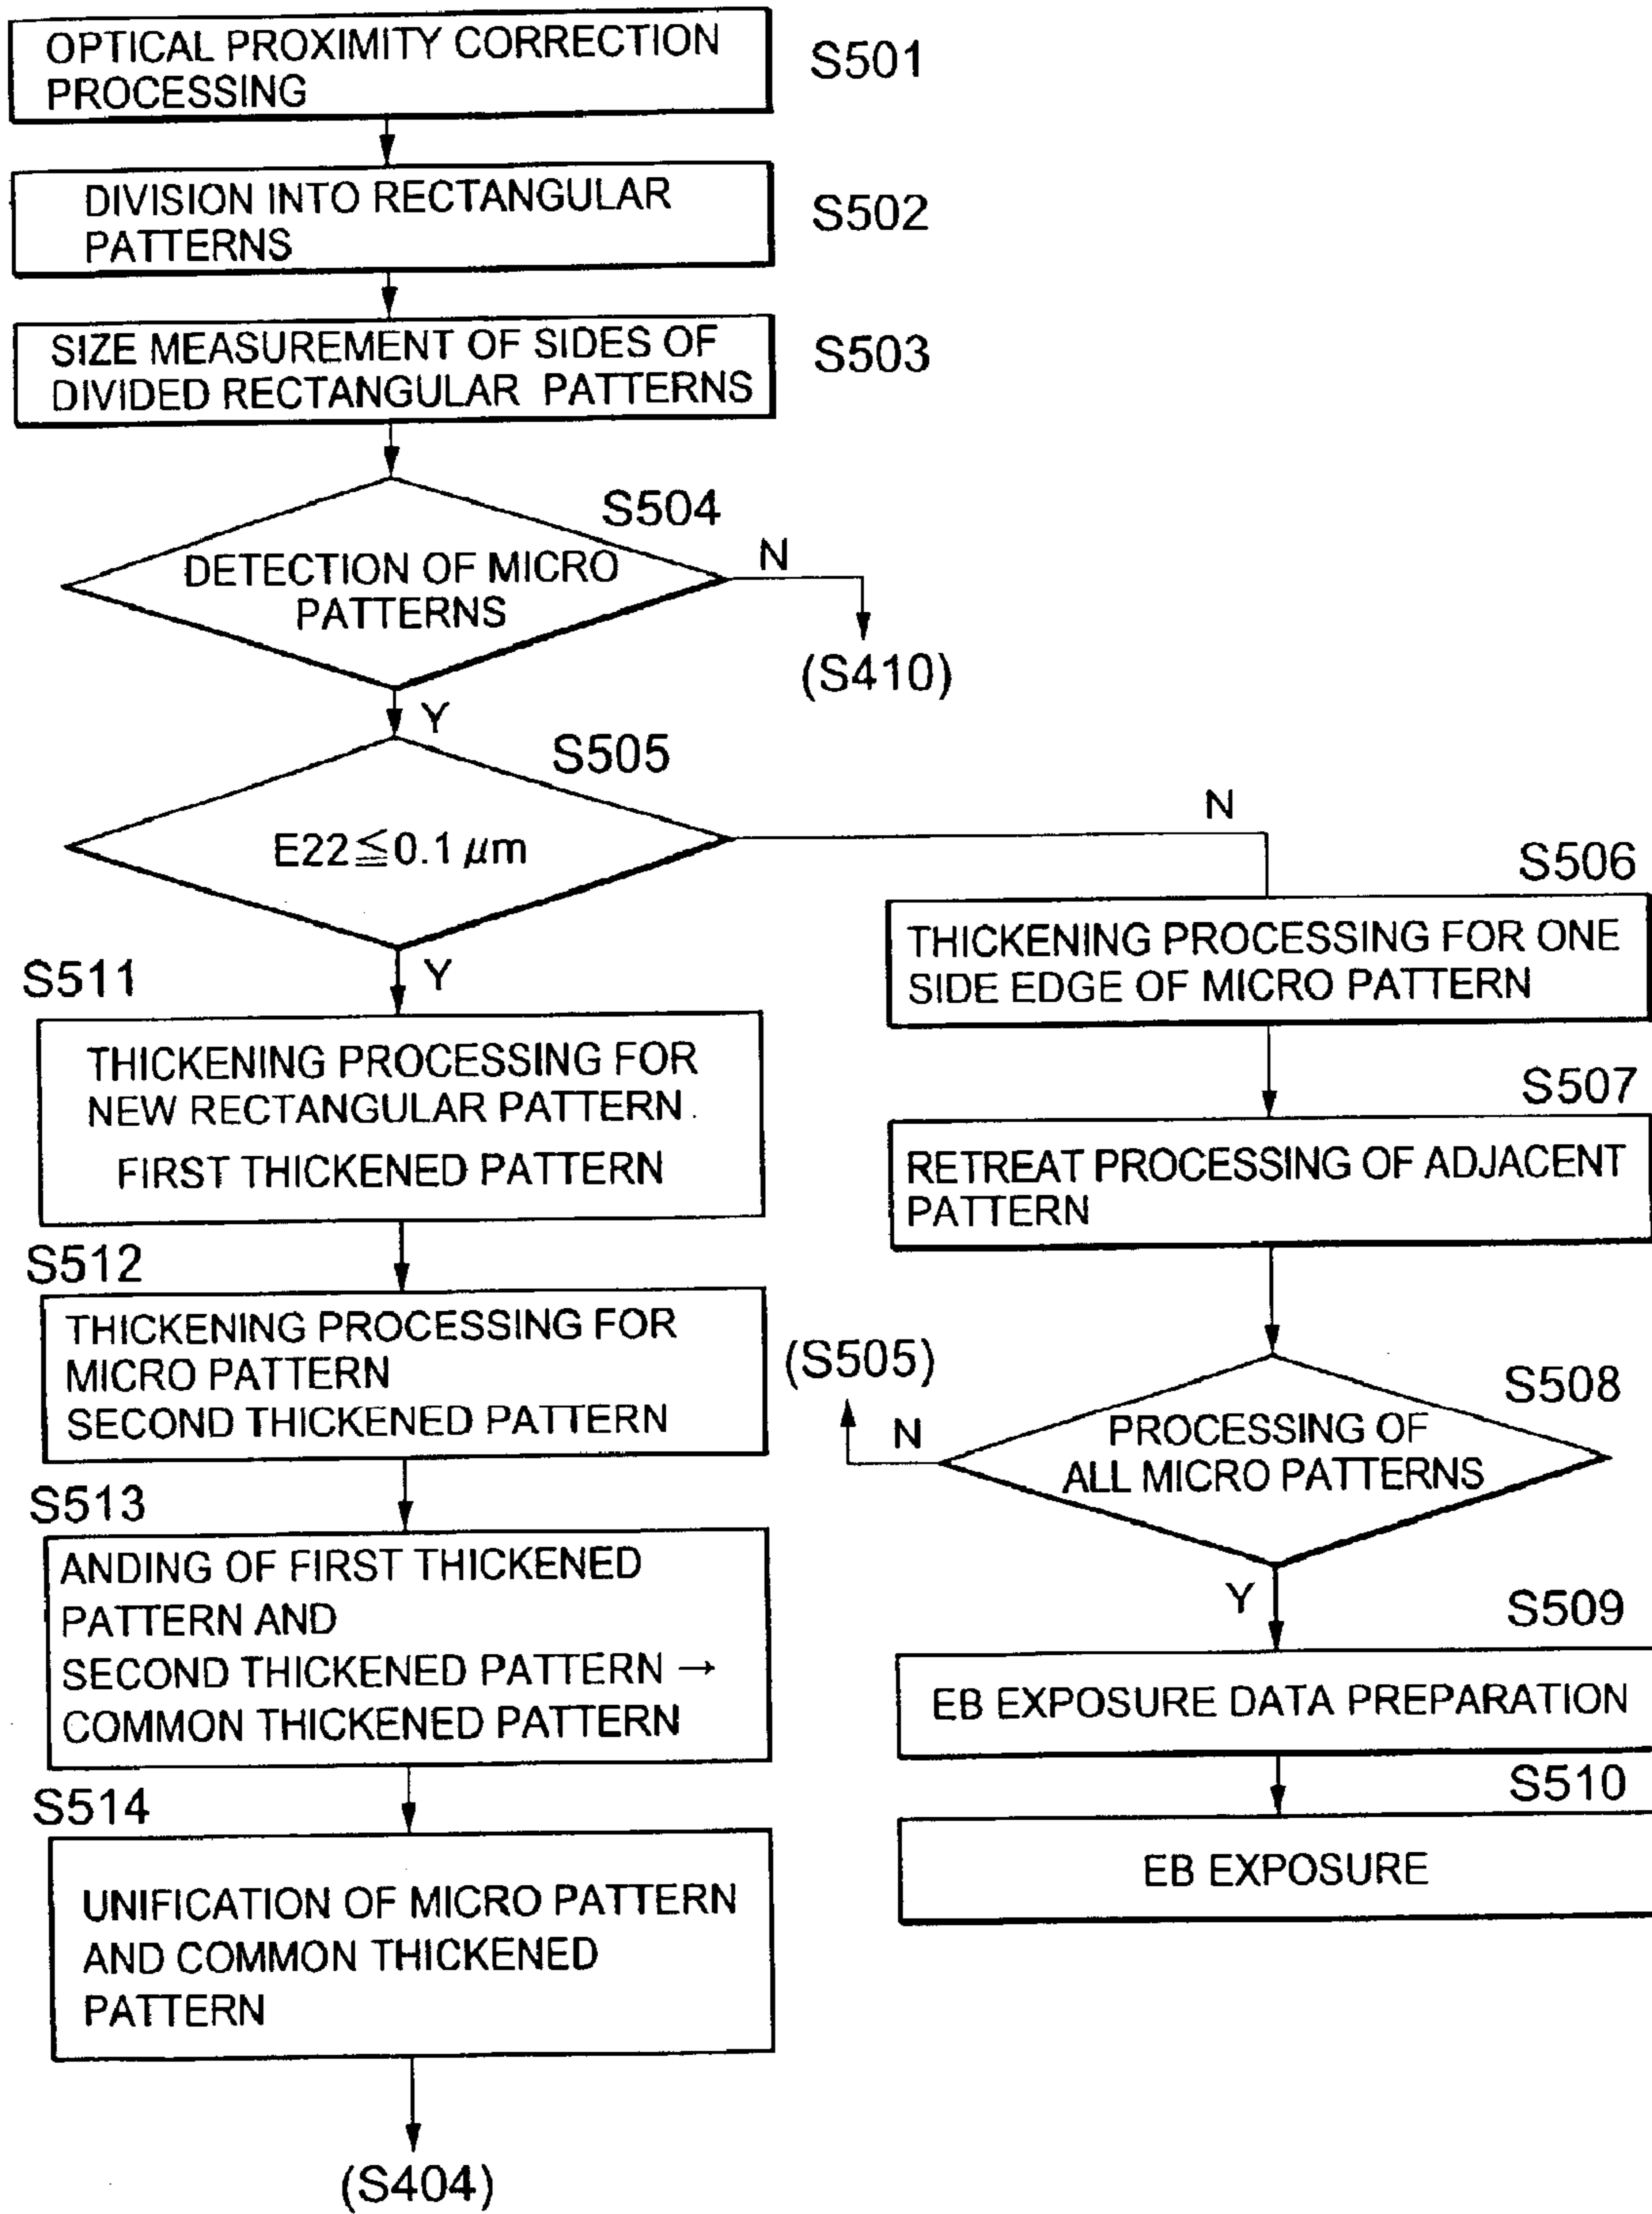 OPTICAL PROXIMITY CORRECTION
PROCESSING
S501
DIVISION INTO RECTANGULAR
PATTERNS
S502
SIZE MEASUREMENT OF SIDES OF
DIVIDED RECTANGULAR PATTERNS
S503
S504
DETECTION OF MICRO
PATTERNS
N
(S410)
Y
S505
E22≦0.1 μm
N
Y
S506
THICKENING PROCESSING FOR ONE
SIDE EDGE OF MICRO PATTERN
S507
RETREAT PROCESSING OF ADJACENT
PATTERN
S508
PROCESSING OF
ALL MICRO PATTERNS
N
(S505)
Y
S509
EB EXPOSURE DATA PREPARATION
S510
EB EXPOSURE
S511
THICKENING PROCESSING FOR
NEW RECTANGULAR PATTERN
FIRST THICKENED PATTERN
S512
THICKENING PROCESSING FOR
MICRO PATTERN
SECOND THICKENED PATTERN
S513
ANDING OF FIRST THICKENED
PATTERN AND
SECOND THICKENED PATTERN →
COMMON THICKENED PATTERN
S514
UNIFICATION OF MICRO PATTERN
AND COMMON THICKENED
PATTERN
(S404)